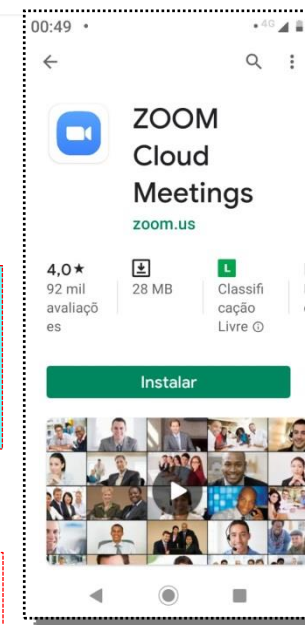 00:49
4G
ZOOM
Cloud
Meetings
zoom.us
4,0★
92 mil
avaliaçõ
es
28 MB
L
Classifi
cação
Livre
Instalar